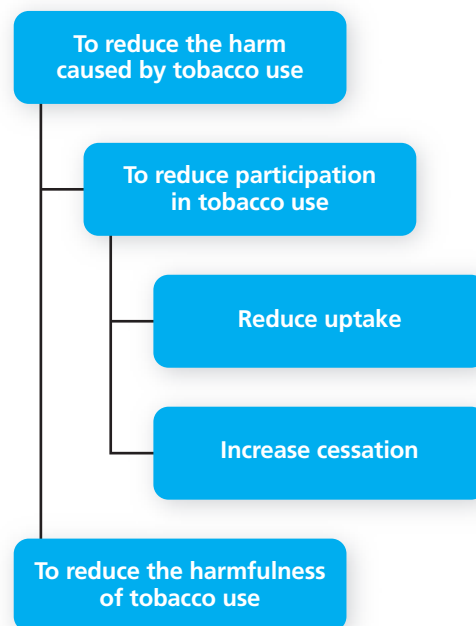 To reduce the harm
caused by tobacco use
To reduce participation
in tobacco use
Reduce uptake
Increase cessation
To reduce the harmfulness
of tobacco use